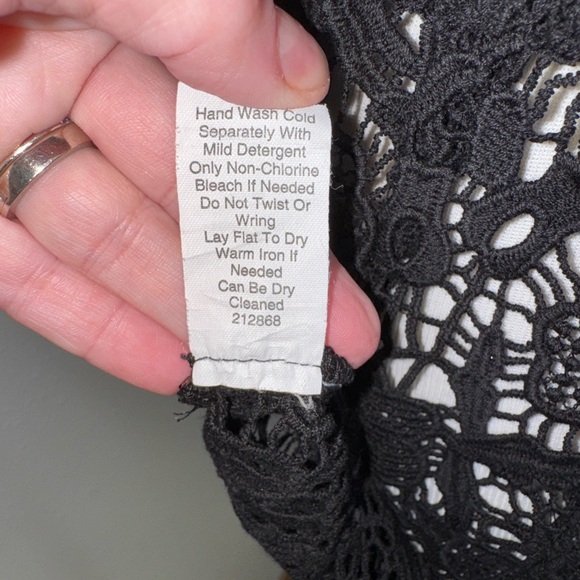 Hand Wash Cold
Separately With
Mild Detergent
Only Non-Chlorine
Bleach If Needed
Do Not Twist Or
Wring
Lay Flat To Dry
Warm Iron If
Needed
Can Be Dry
Cleaned
212868